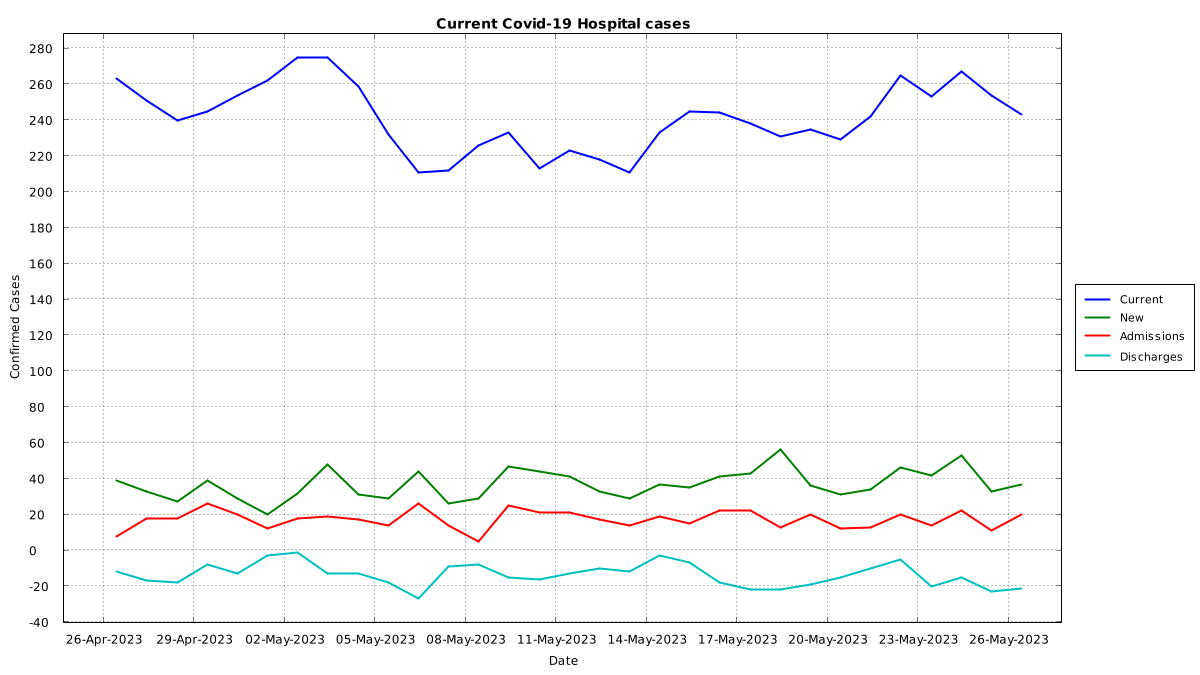 Current Covid-19 Hospital cases
280
260
240
220
200
180
160
140
120
100
80
60
40
20
0
-20
-40
Confirmed Cases
26-Apr-2023 29-Apr-2023 02-May-2023 05-May-2023 08-May-2023 11-May-2023 14-May-2023 17-May-2023 20-May-2023 23-May-2023 26-May-2023
Date
Current
New
Admissions
Discharges